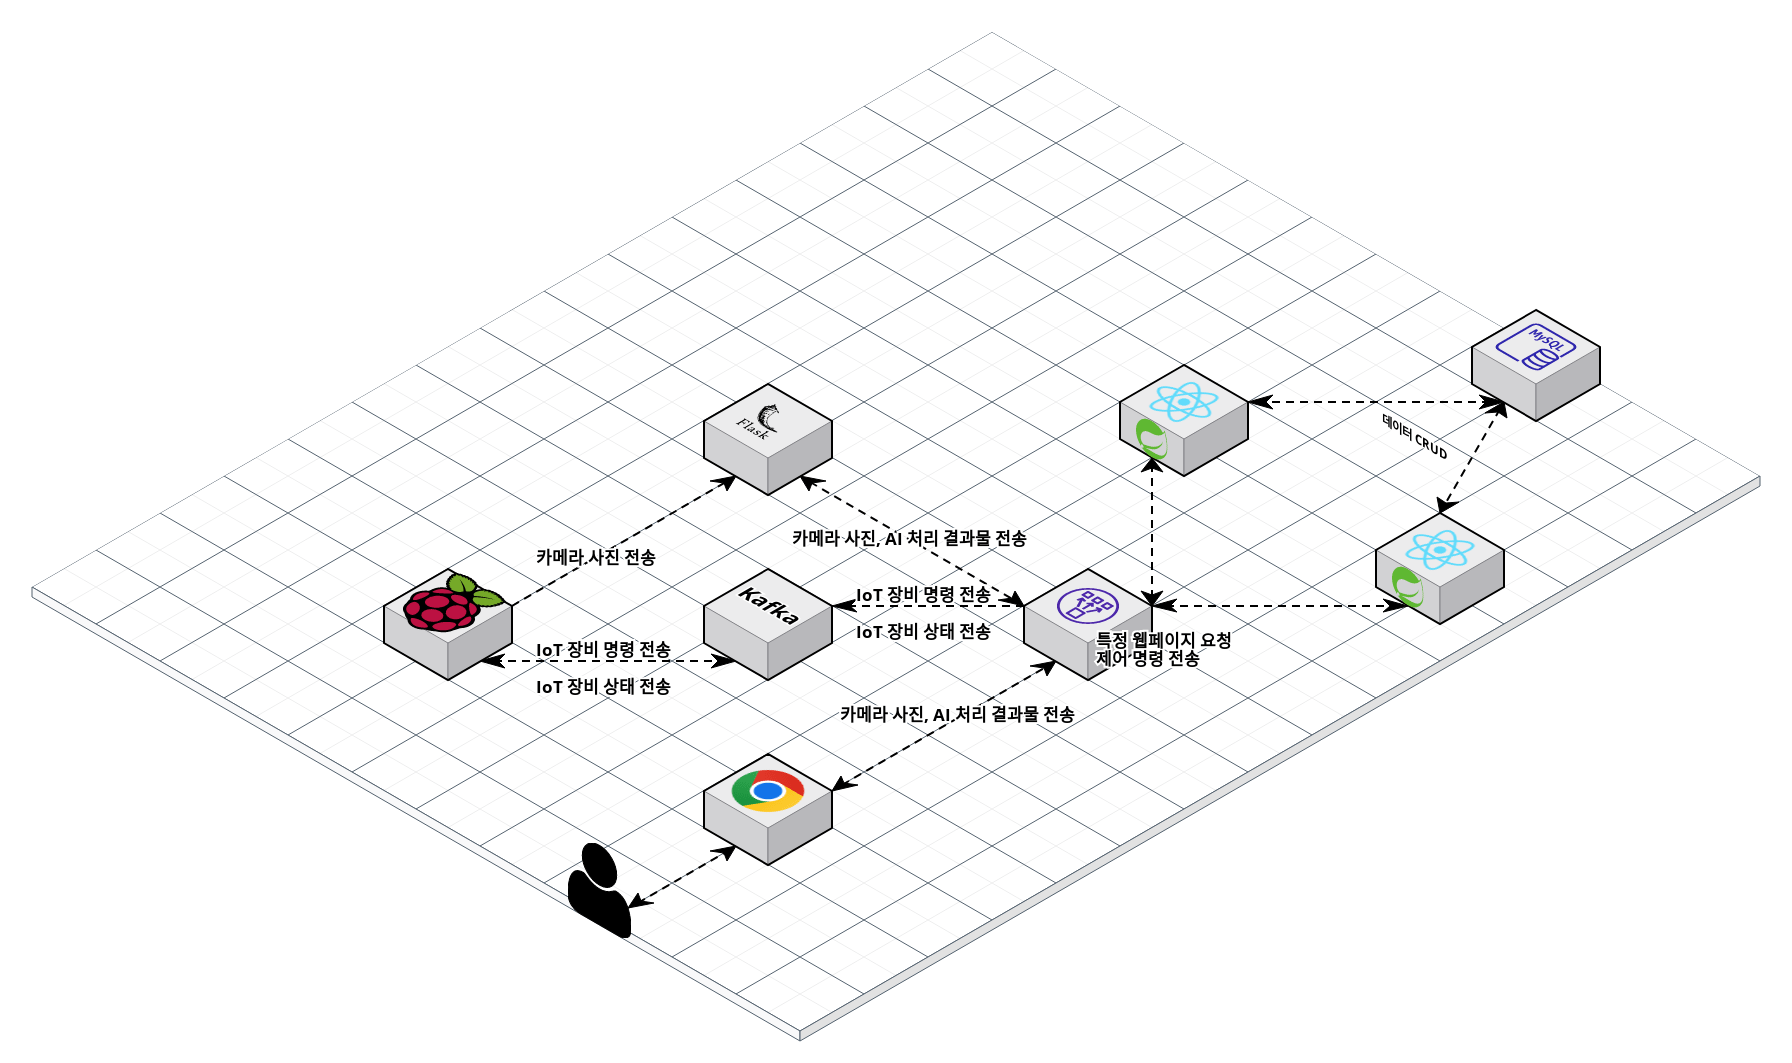 MySQL
Flask
데이터 CRUD
카메라 사진, AI 처리 결과물 전송
카메라 사진 전송
Kafka
IoT 장비 명령 전송
IoT 장비 상태 전송
특정 웹페이지 요청
제어 명령 전송
IoT 장비 명령 전송
IoT 장비 상태 전송
카메라 사진, AI 처리 결과물 전송